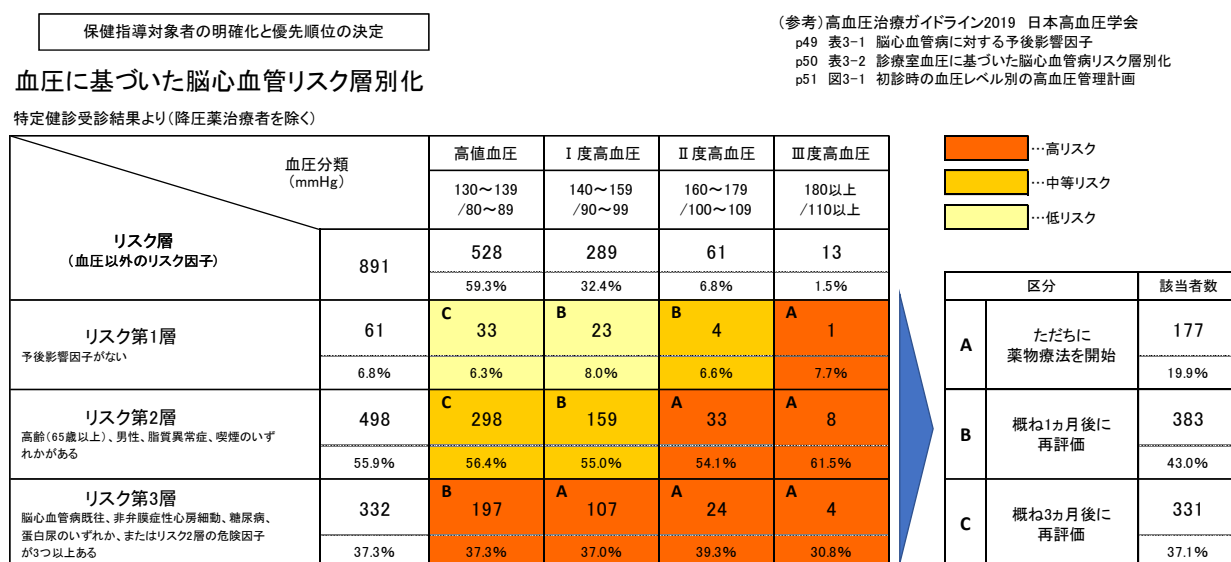 保健指導対象者の明確化と優先順位の決定
(参考)高血圧治療ガイドライン2019 日本高血圧学会
p49 表3-1 脳心血管病に対する予後影響因子
p50 表3-2 診療室血圧に基づいた脳心血管病リスク層別化
p51 図3-1 初診時の血圧レベル別の高血圧管理計画
血圧に基づいた脳心血管リスク層別化
特定健診受診結果より(降圧薬治療者を除く)
血圧分類
(mmHg)
高値血圧 Ⅰ度高血圧 Ⅱ度高血圧 Ⅲ度高血圧
130～139 140～159 160～179 180以上
/80～89 /90～99 /100～109 /110以上
リスク層
(血圧以外のリスク因子)
891 528 289 61 13
59.3% 32.4% 6.8% 1.5%
リスク第1層
予後影響因子がない
61 C 33 B 23 B 4 A 1
6.8% 6.3% 8.0% 6.6% 7.7%
リスク第2層
高齢(65歳以上)、男性、脂質異常症、喫煙のいず
れかがある
498 C 298 B 159 A 33 A 8
55.9% 56.4% 55.0% 54.1% 61.5%
リスク第3層
脳心血管病既往、非弁膜症性心房細動、糖尿病、
蛋白尿のいずれか、またはリスク2層の危険因子
が3つ以上ある
332 B 197 A 107 A 24 A 4
37.3% 37.3% 37.0% 39.3% 30.8%
…高リスク
…中等リスク
…低リスク
区分 該当者数
A ただちに
薬物療法を開始
177
19.9%
B 概ね1ヵ月後に
再評価
383
43.0%
C 概ね3ヵ月後に
再評価
331
37.1%